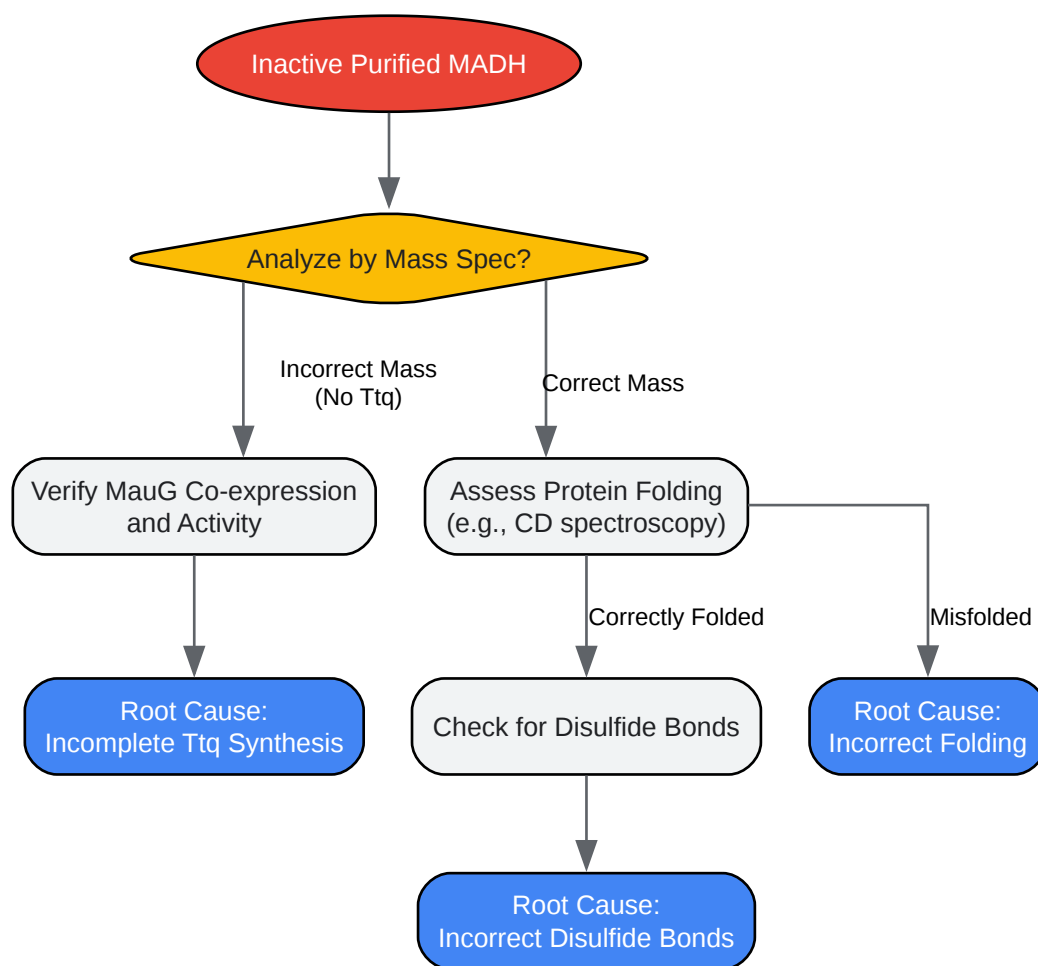 Inactive Purified MADH
Analyze by Mass Spec?
Incorrect Mass
(No Ttq)
Correct Mass
Verify MauG Co-expression
and Activity
Assess Protein Folding
(e.g., CD spectroscopy)
Correctly Folded
Misfolded
Root Cause:
Incomplete Ttq Synthesis
Check for Disulfide Bonds
Root Cause:
Incorrect Folding
Root Cause:
Incorrect Disulfide Bonds